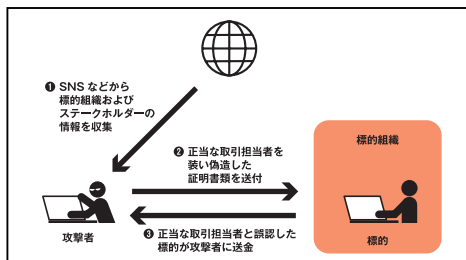 ❶ SNS などから
標的組織および
ステークホルダーの
情報を収集
❷ 正当な取引担当者を
装い偽造した
証明書類を送付
標的組織
攻撃者
❸ 正当な取引担当者と誤認した
標的が攻撃者に送金
標的